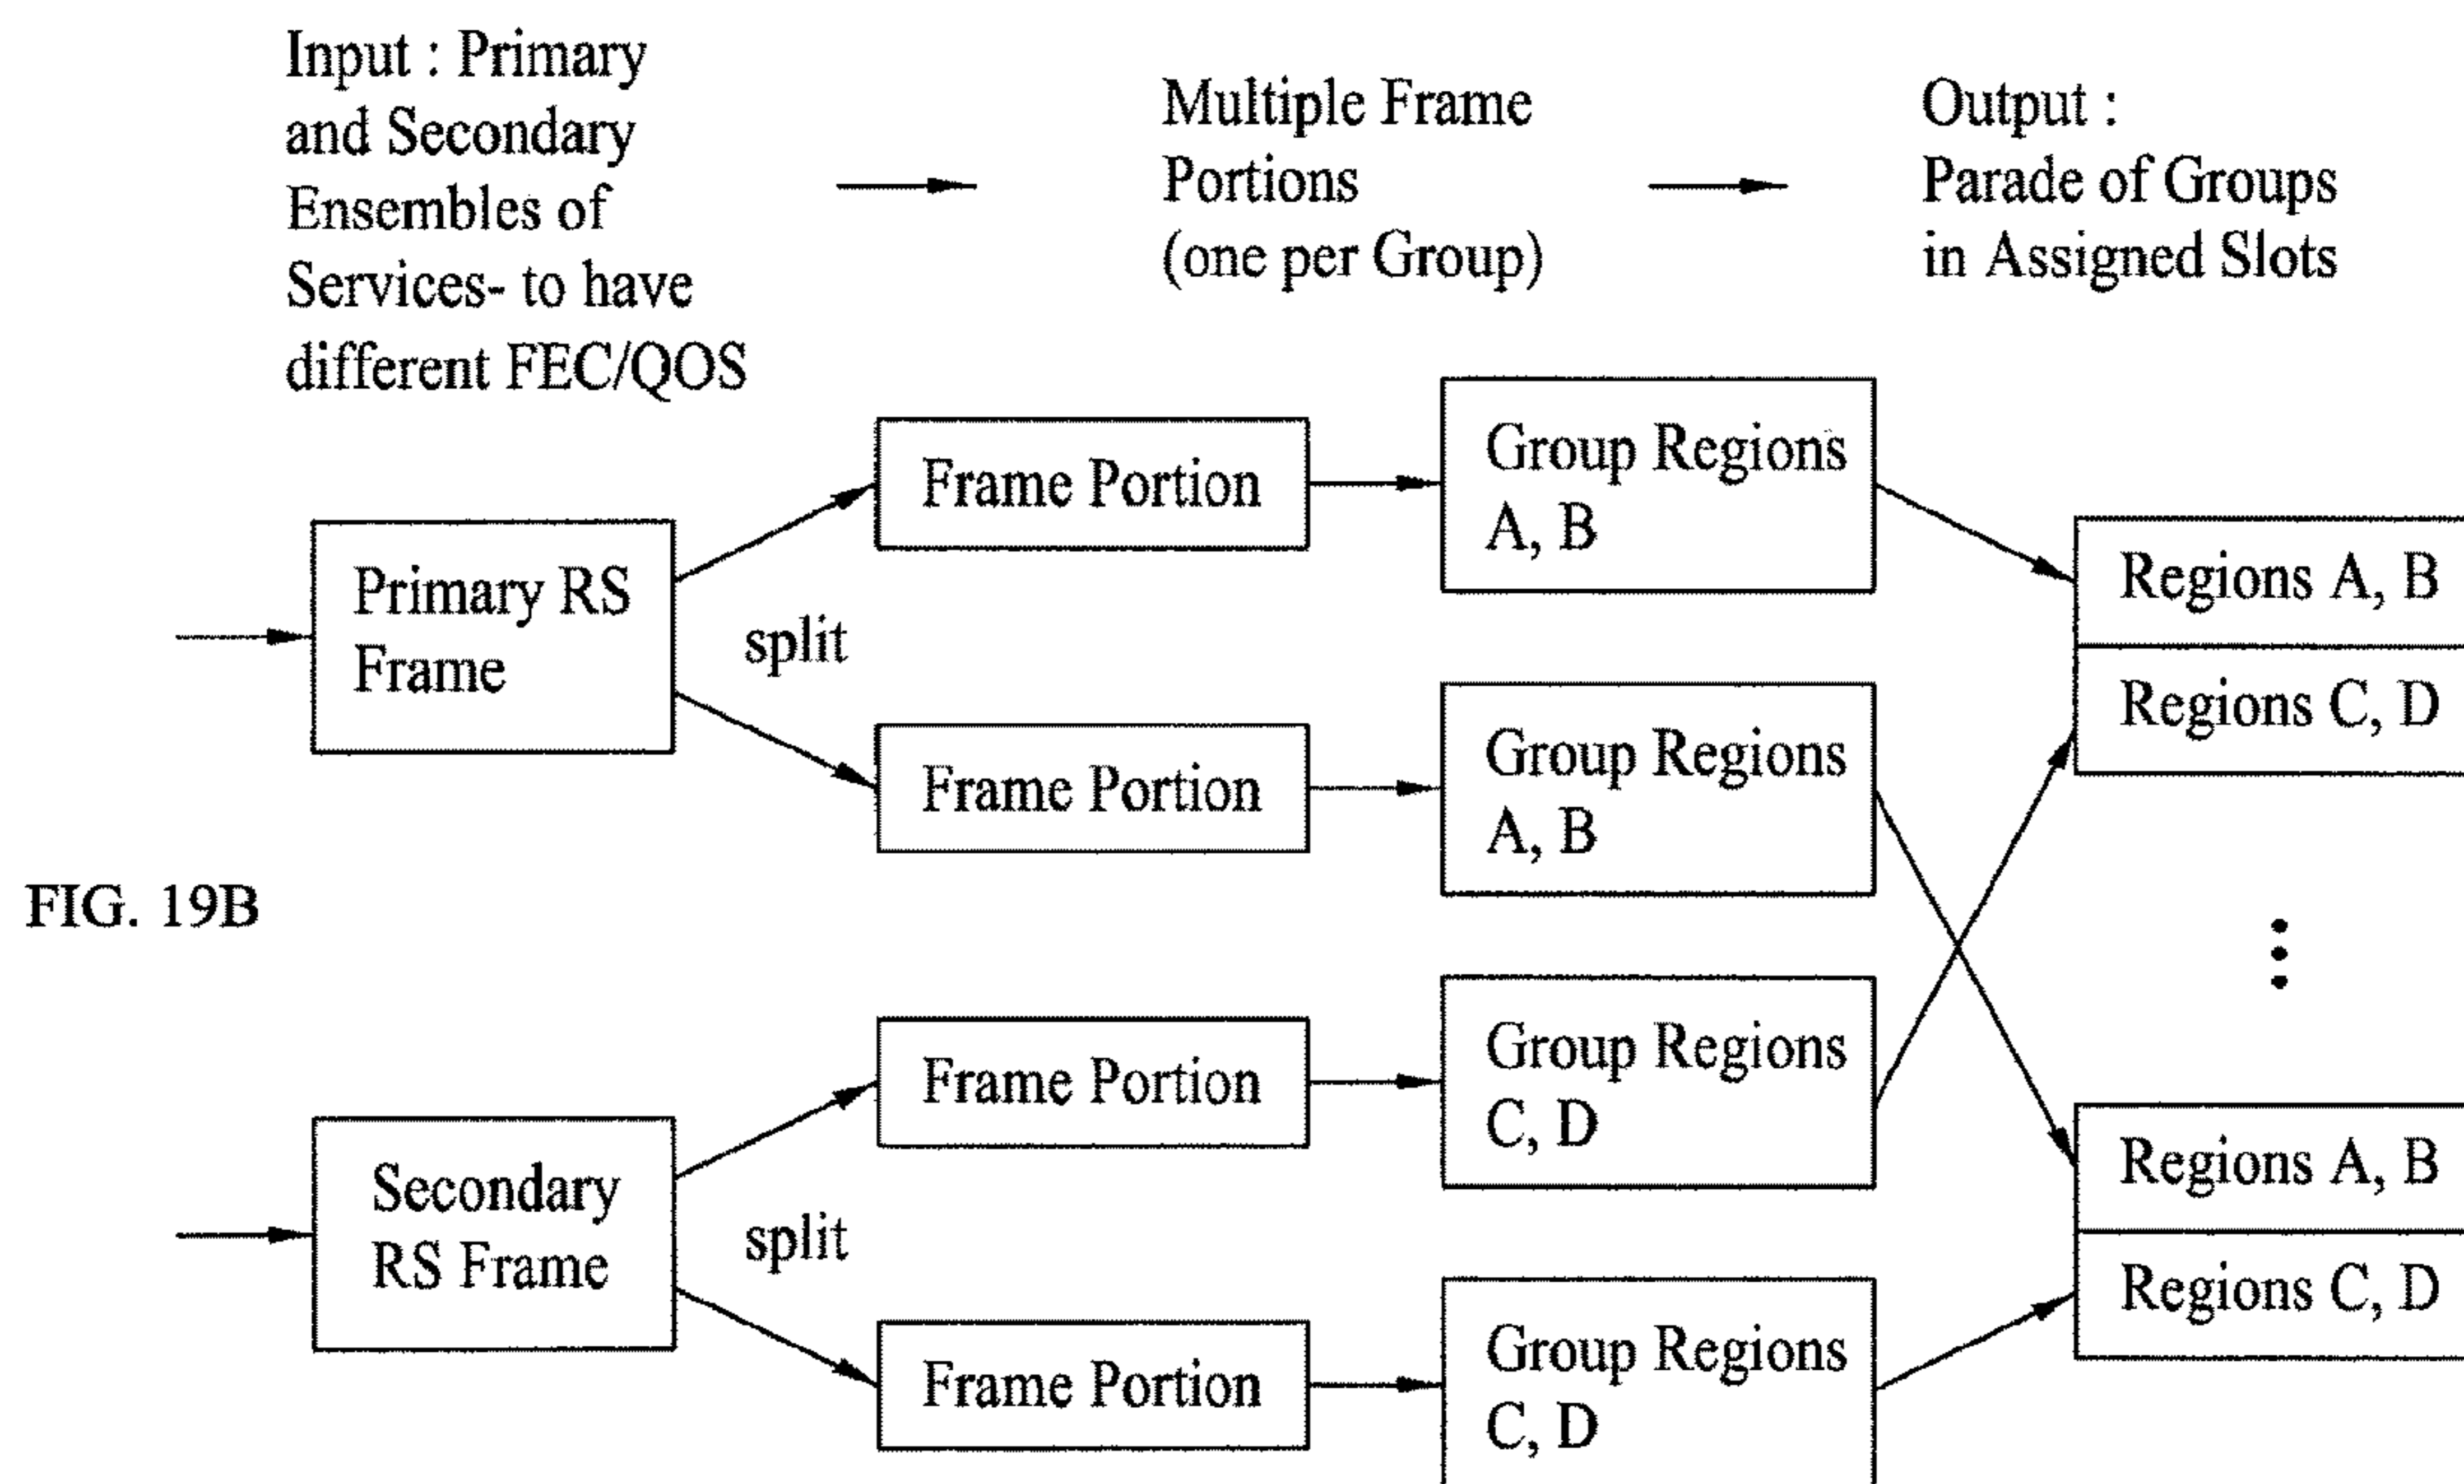 Input : Primary
and Secondary
Ensembles of
Services- to have
different FEC/QOS
Multiple Frame
Portions
(one per Group)
Output :
Parade of Groups
in Assigned Slots
Primary RS
Frame
split
Frame Portion
Group Regions
A, B
Frame Portion
Group Regions
A, B
Regions A, B
Regions C, D
FIG. 19B
Secondary
RS Frame
split
Frame Portion
Group Regions
C, D
Frame Portion
Group Regions
C, D
Regions A, B
Regions C, D